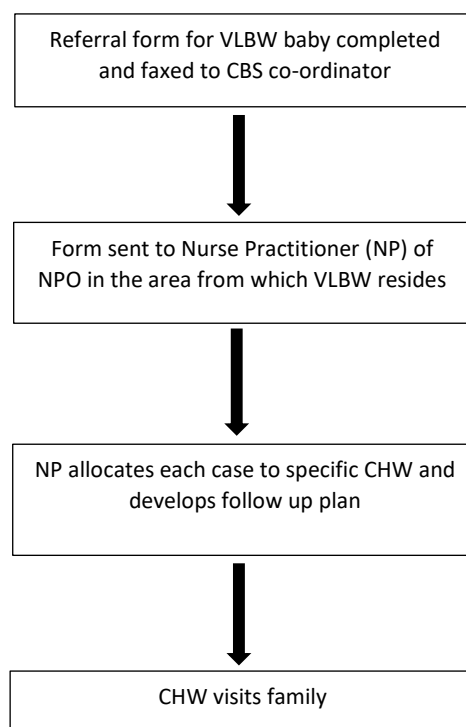 Referral form for VLBW baby completed
and faxed to CBS co-ordinator
Form sent to Nurse Practitioner (NP) of
NPO in the area from which VLBW resides
NP allocates each case to specific CHW and
develops follow up plan
CHW visits family